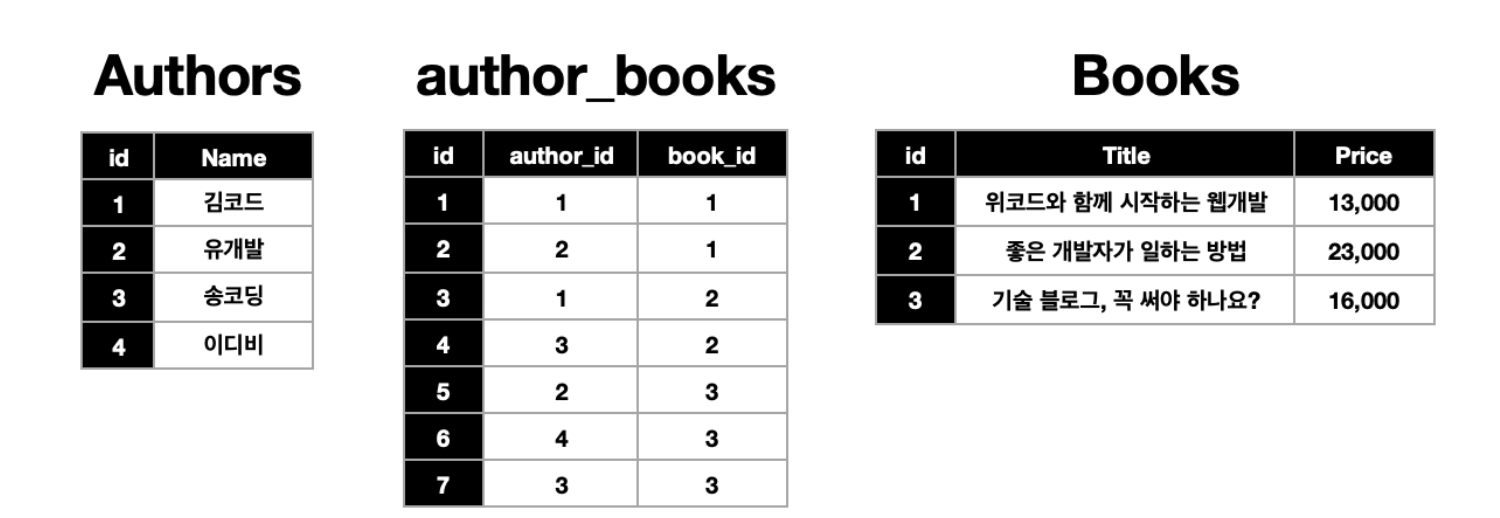 Authors
id Name
1 김코드
2 유개발
3 송코딩
4 이디비
author_books
id author_id book_id
1 1 1
2 2 1
3 1 2
4 3 2
5 2 3
6 4 3
7 3 3
Books
id Title Price
1 위코드와 함께 시작하는 웹개발 13,000
2 좋은 개발자가 일하는 방법 23,000
3 기술 블로그, 꼭 써야 하나요? 16,000